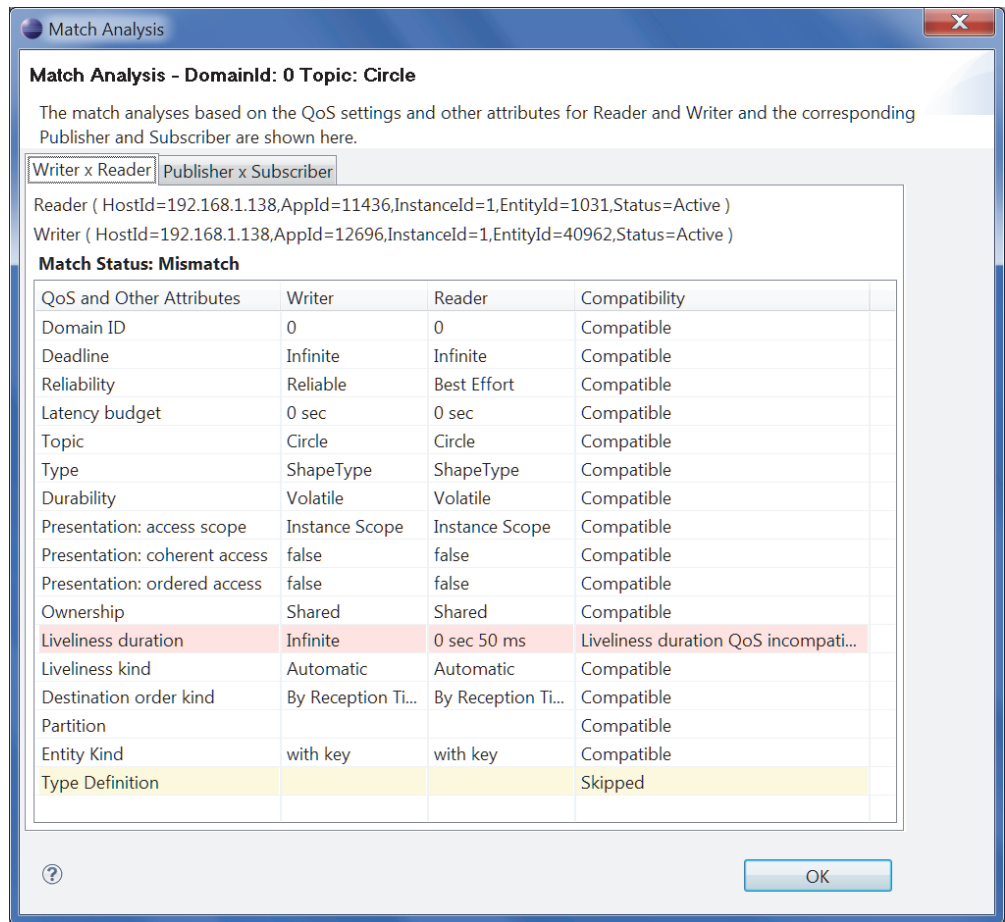 Match Analysis
Match Analysis - DomainId: 0 Topic: Circle
The match analyses based on the QoS settings and other attributes for Reader and Writer and the corresponding
Publisher and Subscriber are shown here.
Writer x Reader Publisher x Subscriber
Reader ( HostId=192.168.1.138,AppId=11436,InstanceId=1,EntityId=1031,Status=Active )
Writer ( HostId=192.168.1.138,AppId=12696,InstanceId=1,EntityId=40962,Status=Active )
Match Status: Mismatch
QoS and Other Attributes Writer Reader Compatibility
Domain ID 0 0 Compatible
Deadline Infinite Infinite Compatible
Reliability Reliable Best Effort Compatible
Latency budget 0 sec 0 sec Compatible
Topic Circle Circle Compatible
Type ShapeType ShapeType Compatible
Durability Volatile Volatile Compatible
Presentation: access scope Instance Scope Instance Scope Compatible
Presentation: coherent access false false Compatible
Presentation: ordered access false false Compatible
Ownership Shared Shared Compatible
Liveliness duration Infinite 0 sec 50 ms Liveliness duration QoS incompati...
Liveliness kind Automatic Automatic Compatible
Destination order kind By Reception Ti... By Reception Ti... Compatible
Partition Compatible
Entity Kind with key with key Compatible
Type Definition Skipped
? OK